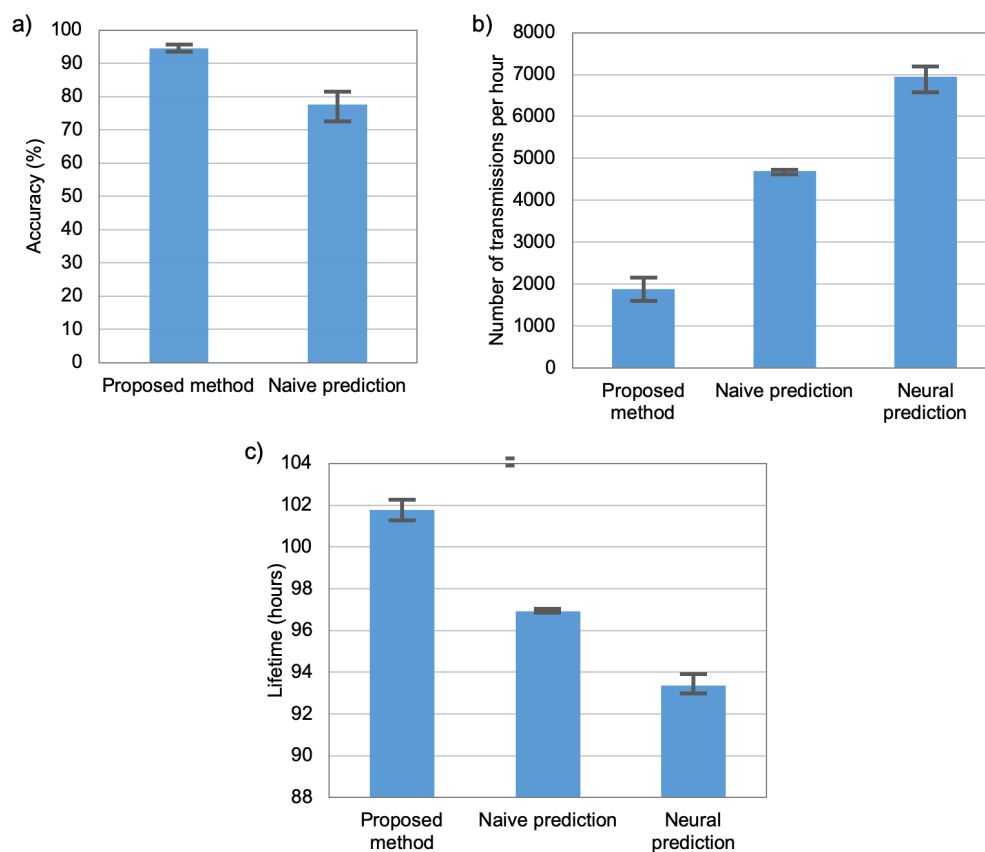 a)
Accuracy (%)
100
90
80
70
60
50
40
30
20
10
0
Proposed method
Naive prediction
b)
Number of transmissions per hour
8000
7000
6000
5000
4000
3000
2000
1000
0
Proposed
method
Naive prediction
Neural
prediction
c)
Lifetime (hours)
104
102
100
98
96
94
92
90
88
Proposed
method
Naive prediction
Neural
prediction